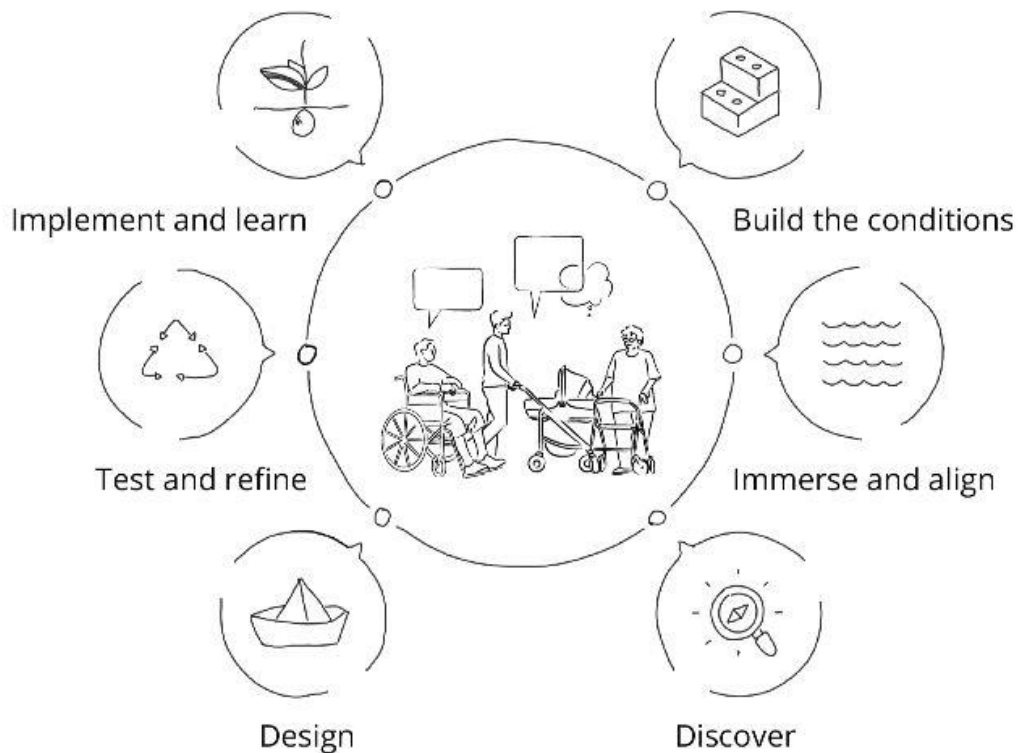 Implement and learn
Build the conditions
Test and refine
Immerse and align
Design
Discover